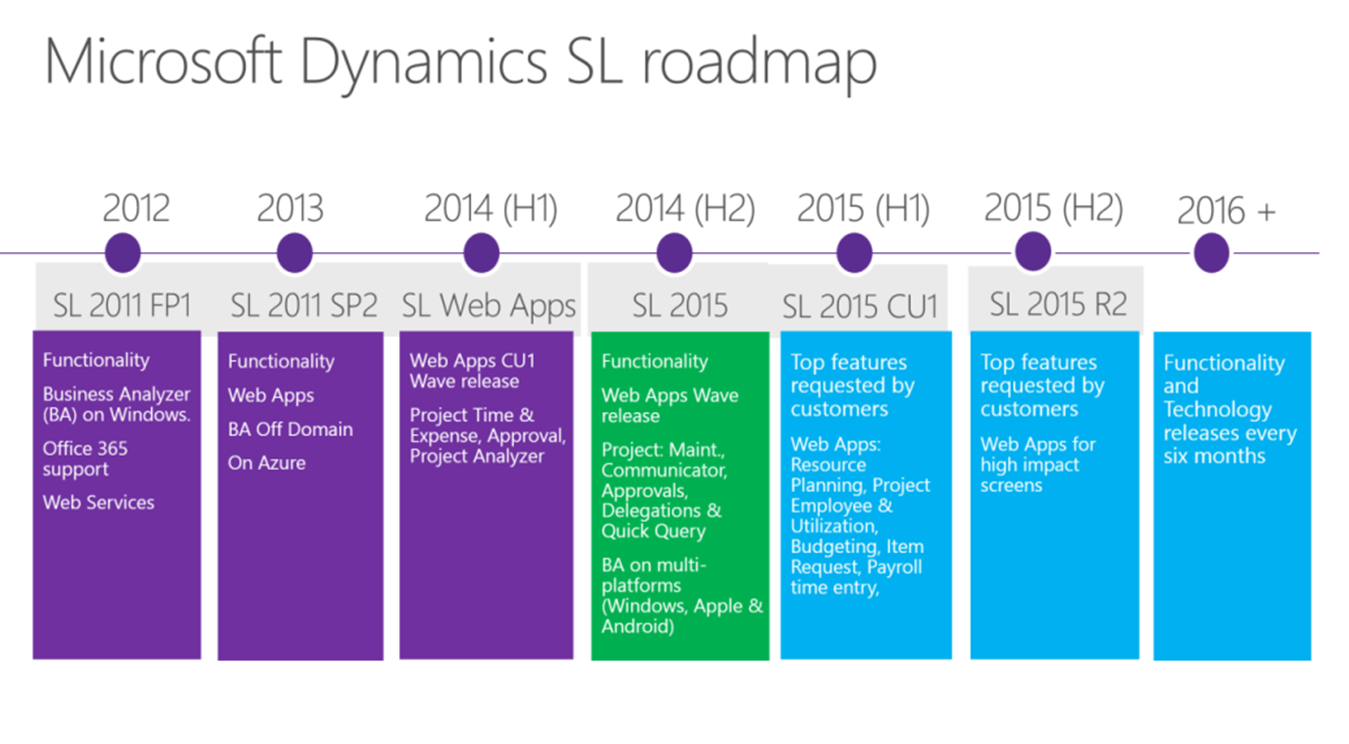 Microsoft Dynamics SL roadmap
2012
2013
2014 (H1)
2014 (H2)
2015 (H1)
2015 (H2)
2016 +
SL 2011 FP1
SL 2011 SP2
SL Web Apps
SL 2015
SL 2015 CU1
SL 2015 R2
Functionality
Business Analyzer
(BA) on Windows.
Office 365
support
Web Services
Functionality
Web Apps
BA Off Domain
On Azure
Web Apps CU1
Wave release
Project Time &
Expense, Approval,
Project Analyzer
Functionality
Web Apps Wave
release
Project: Maint.,
Communicator,
Approvals,
Delegations &
Quick Query
BA on multi-
platforms
(Windows, Apple &
Android)
Top features
requested by
customers
Web Apps:
Resource
Planning, Project
Employee &
Utilization,
Budgeting, Item
Request, Payroll
time entry,
Top features
requested by
customers
Web Apps for
high impact
screens
Functionality
and
Technology
releases every
six months